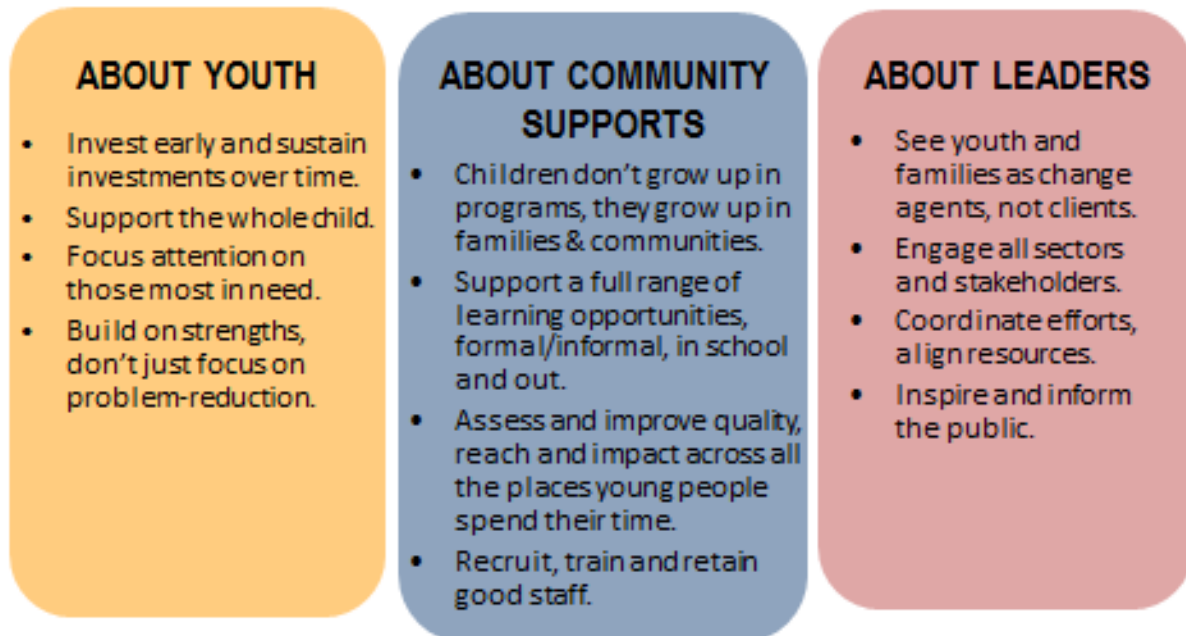 ABOUT YOUTH
• Invest early and sustain
investments over time.
• Support the whole child.
• Focus attention on
those most in need.
• Build on strengths,
don't just focus on
problem-reduction.
ABOUT COMMUNITY
SUPPORTS
• Children don't grow up in
programs, they grow up in
families & communities.
• Support a full range of
learning opportunities,
formal/informal, in school
and out.
• Assess and improve quality,
reach and impact across all
the places young people
spend their time.
• Recruit, train and retain
good staff.
ABOUT LEADERS
• See youth and
families as change
agents, not clients.
• Engage all sectors
and stakeholders.
• Coordinate efforts,
align resources.
• Inspire and inform
the public.